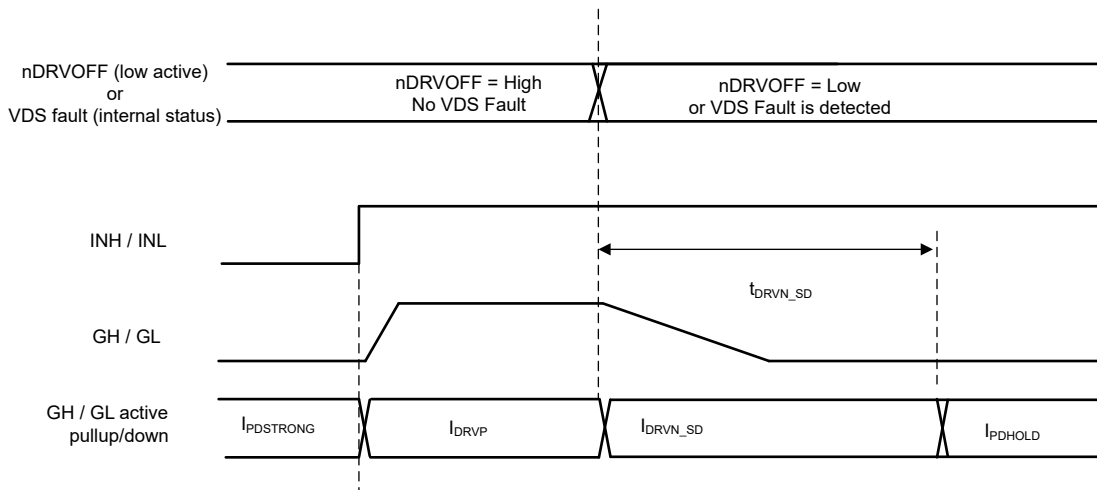 nDRVOFF (low active)
or
VDS fault (internal status)
nDRVOFF = High
No VDS Fault
nDRVOFF = Low
or VDS Fault is detected
INH / INL
tDRVN_SD
GH / GL
GH / GL active
pullup/down
IPDSTRONG
IDRVP
IDRVN_SD
IPDHOLD